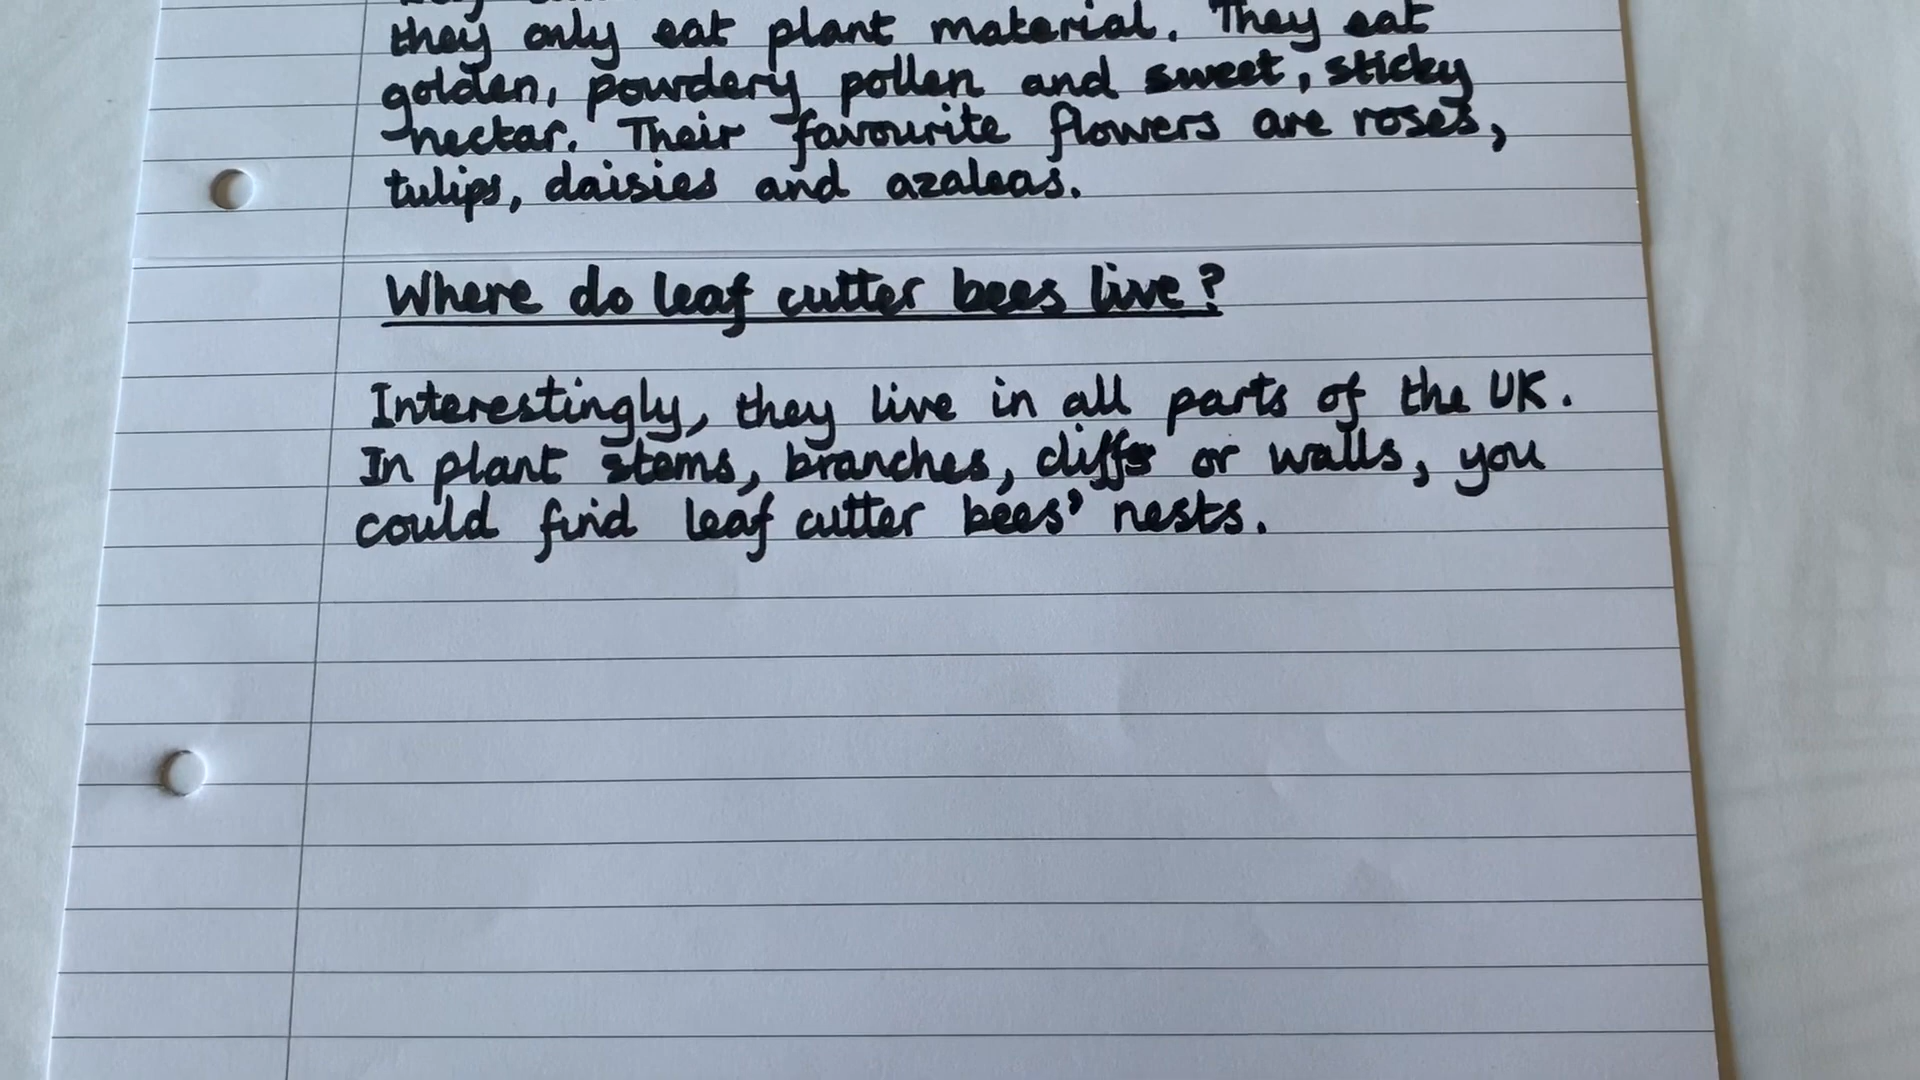 they only eat plant material. They eat
golden, powdery pollen and sweet, sticky
nectar. Their favourite flowers are roses,
tulips, daisies and azaleas.
Where do leaf cutter bees live?
Interestingly, they live in all parts of the UK.
In plant stems, branches, cliffs or walls, you
could find leaf cutter bees' nests.